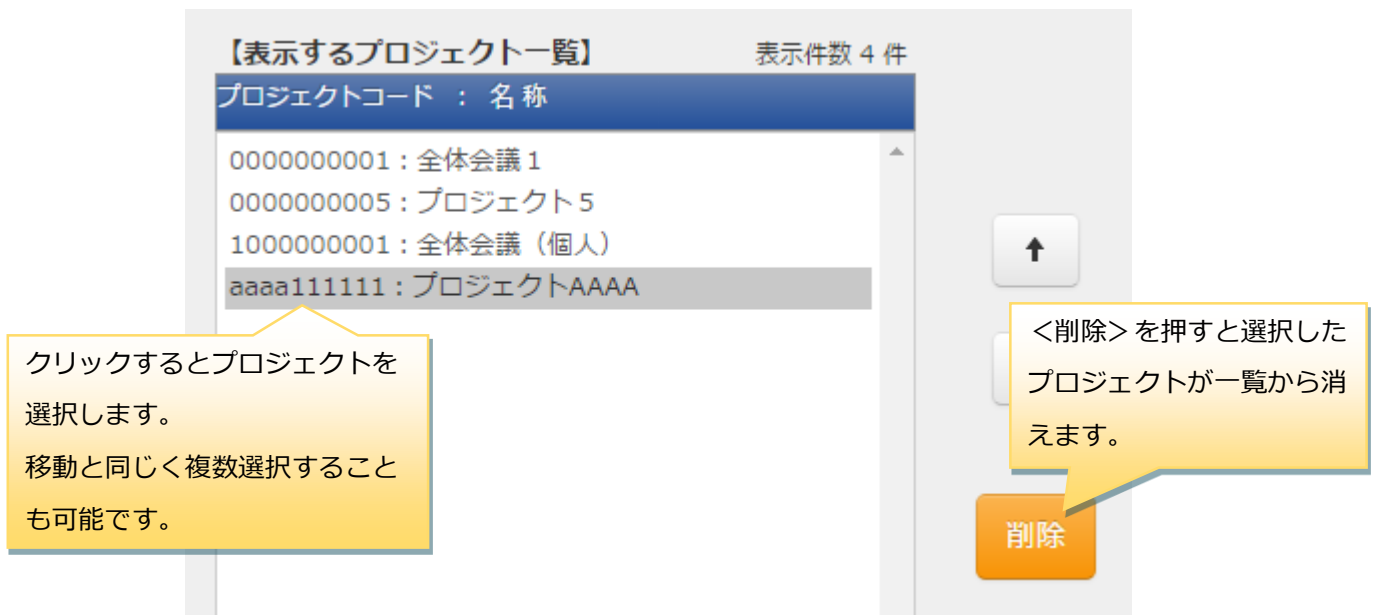 【表示するプロジェクト一覧】 表示件数 4 件
プロジェクトコード ： 名 称
0000000001：全体会議１
0000000005：プロジェクト５
1000000001：全体会議（個人）
aaaa111111：プロジェクトAAAA
クリックするとプロジェクトを
選択します。
移動と同じく複数選択すること
も可能です。
↑
＜削除＞を押すと選択した
プロジェクトが一覧から消
えます。
削除